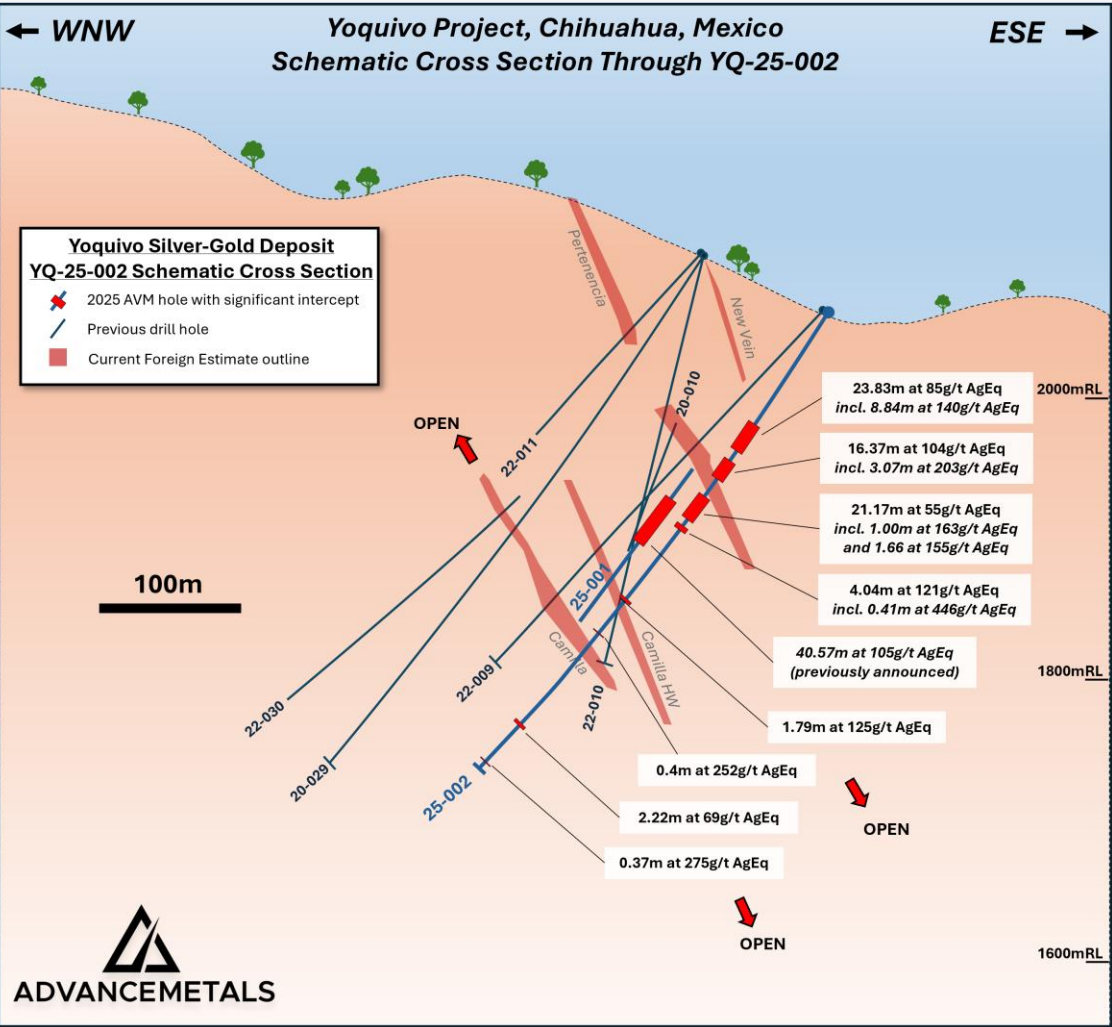 WNW
Yoquivo Project, Chihuahua, Mexico
Schematic Cross Section Through YQ-25-002
ESE
Yoquivo Silver-Gold Deposit
YQ-25-002 Schematic Cross Section
2025 AVM hole with significant intercept
Previous drill hole
Current Foreign Estimate outline
Pertenencia
New Vein
2000mRL
23.83m at 85g/t AgEq
incl. 8.84m at 140g/t AgEq
20-010
OPEN
22-011
16.37m at 104g/t AgEq
incl. 3.07m at 203g/t AgEq
21.17m at 55g/t AgEq
incl. 1.00m at 163g/t AgEq
and 1.66 at 155g/t AgEq
100m
25-001
4.04m at 121g/t AgEq
incl. 0.41m at 446g/t AgEq
Camilla
Camilla HW
40.57m at 105g/t AgEq
(previously announced)
1800mRL
22-009
22-030
22-010
1.79m at 125g/t AgEq
0.4m at 252g/t AgEq
20-029
25-002
2.22m at 69g/t AgEq
OPEN
0.37m at 275g/t AgEq
OPEN
1600mRL
ADVANCEMETALS